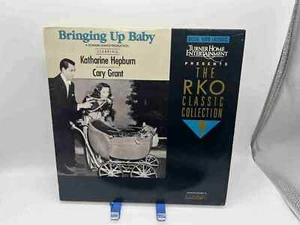 Bringing Up Baby
A HOWARD HAWKS PRODUCTION
STARRING
Katharine Hepburn
Cary Grant
TURNER HOME
ENTERTAINMENT
PRESENTS
THE
RKO
CLASSIC
COLLECTION